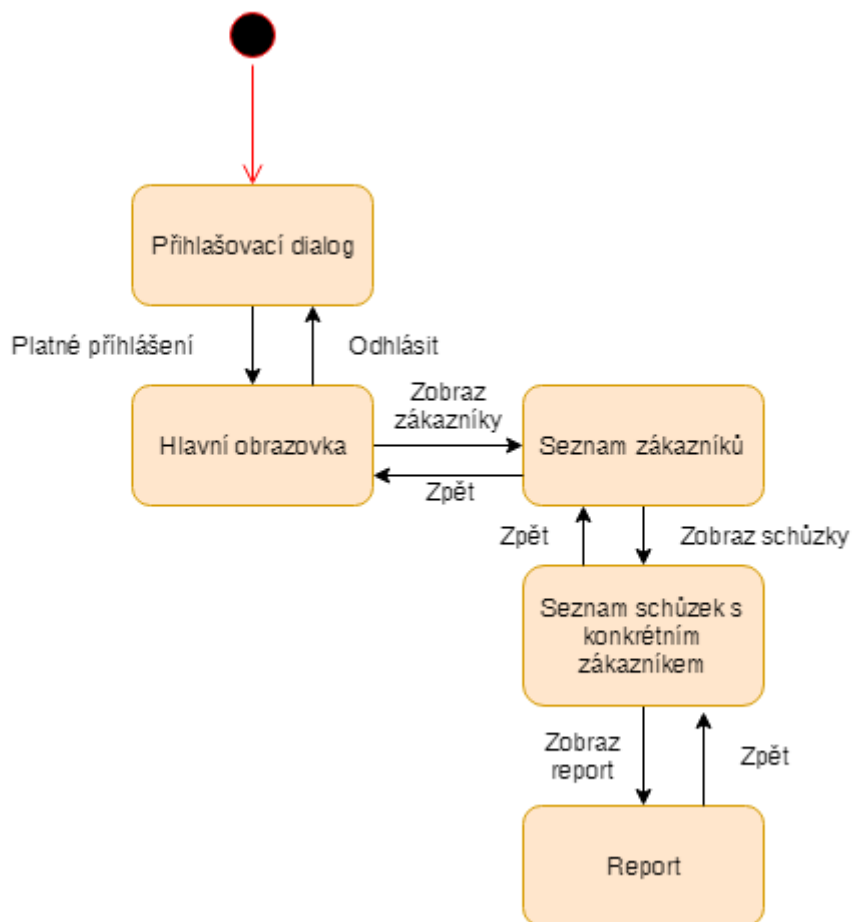 Přihlašovací dialog
Platné příhlášení
Odhlásit
Zobraz
zákazníky
Hlavní obrazovka
Seznam zákazníků
Zpět
Zpět
Zobraz schůzky
Seznam schůzek s
konkrétním
zákazníkem
Zobraz
report
Zpět
Report